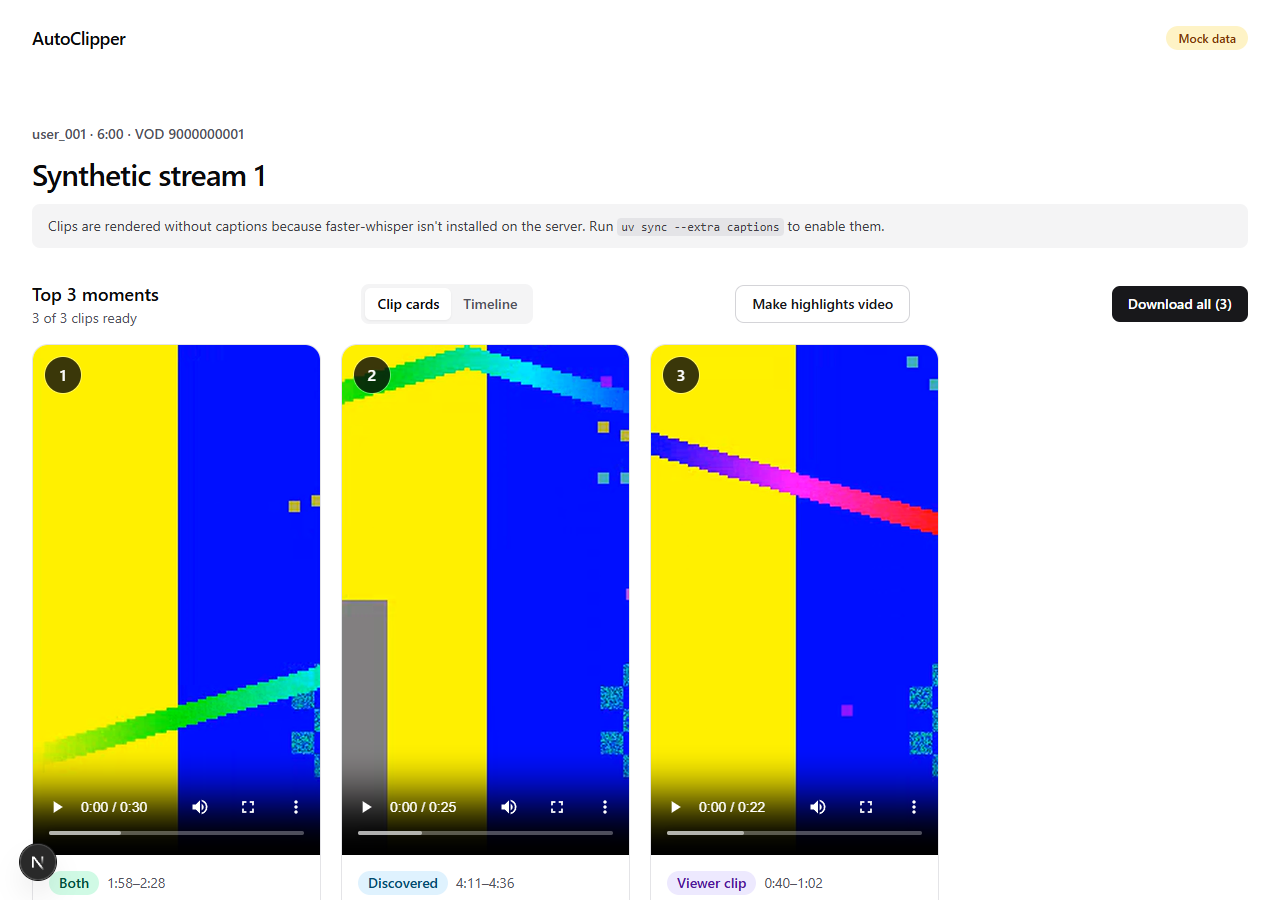 AutoClipper
Mock data
user_001 · 6:00 · VOD 9000000001
Synthetic stream 1
Clips are rendered without captions because faster-whisper isn't installed on the server. Run uv sync --extra captions to enable them.
Top 3 moments
3 of 3 clips ready
Clip cards
Timeline
Make highlights video
Download all (3)
1
2
3
0:00 / 0:30
0:00 / 0:25
0:00 / 0:22
N
Both 1:58–2:28
Discovered 4:11–4:36
Viewer clip 0:40–1:02